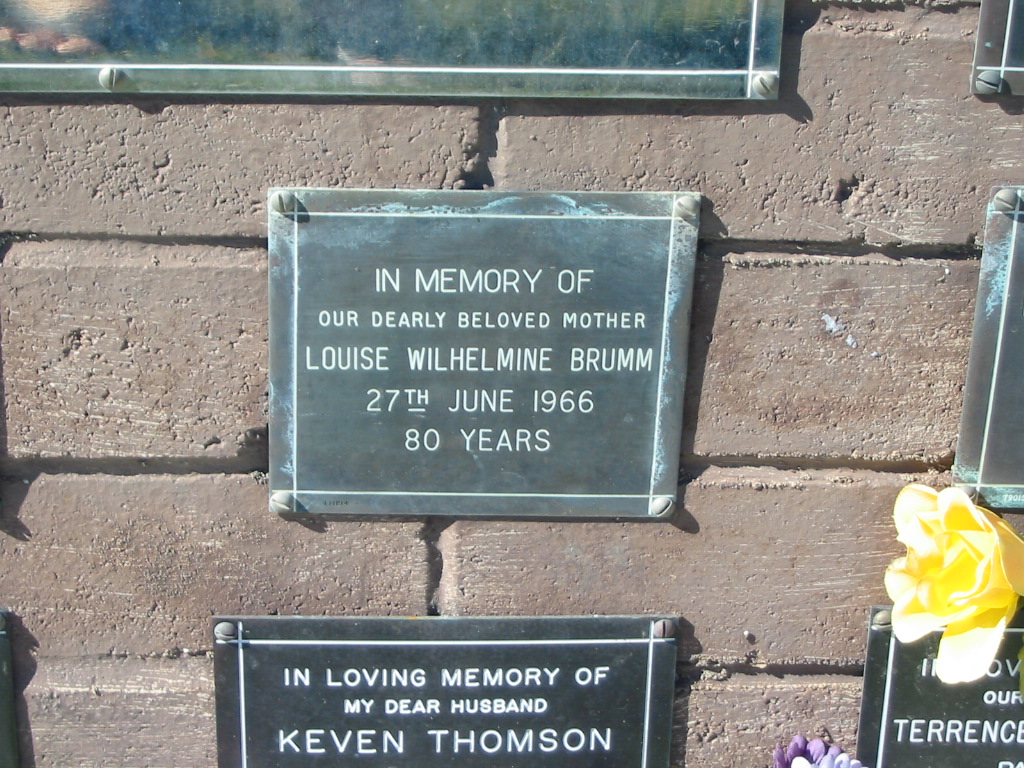 IN MEMORY OF
OUR DEARLY BELOVED MOTHER
LOUISE WILHELMINE BRUMM
27TH JUNE 1966
80 YEARS
IN LOVING MEMORY OF
MY DEAR HUSBAND
KEVEN THOMSON
OUR
TERRENCE